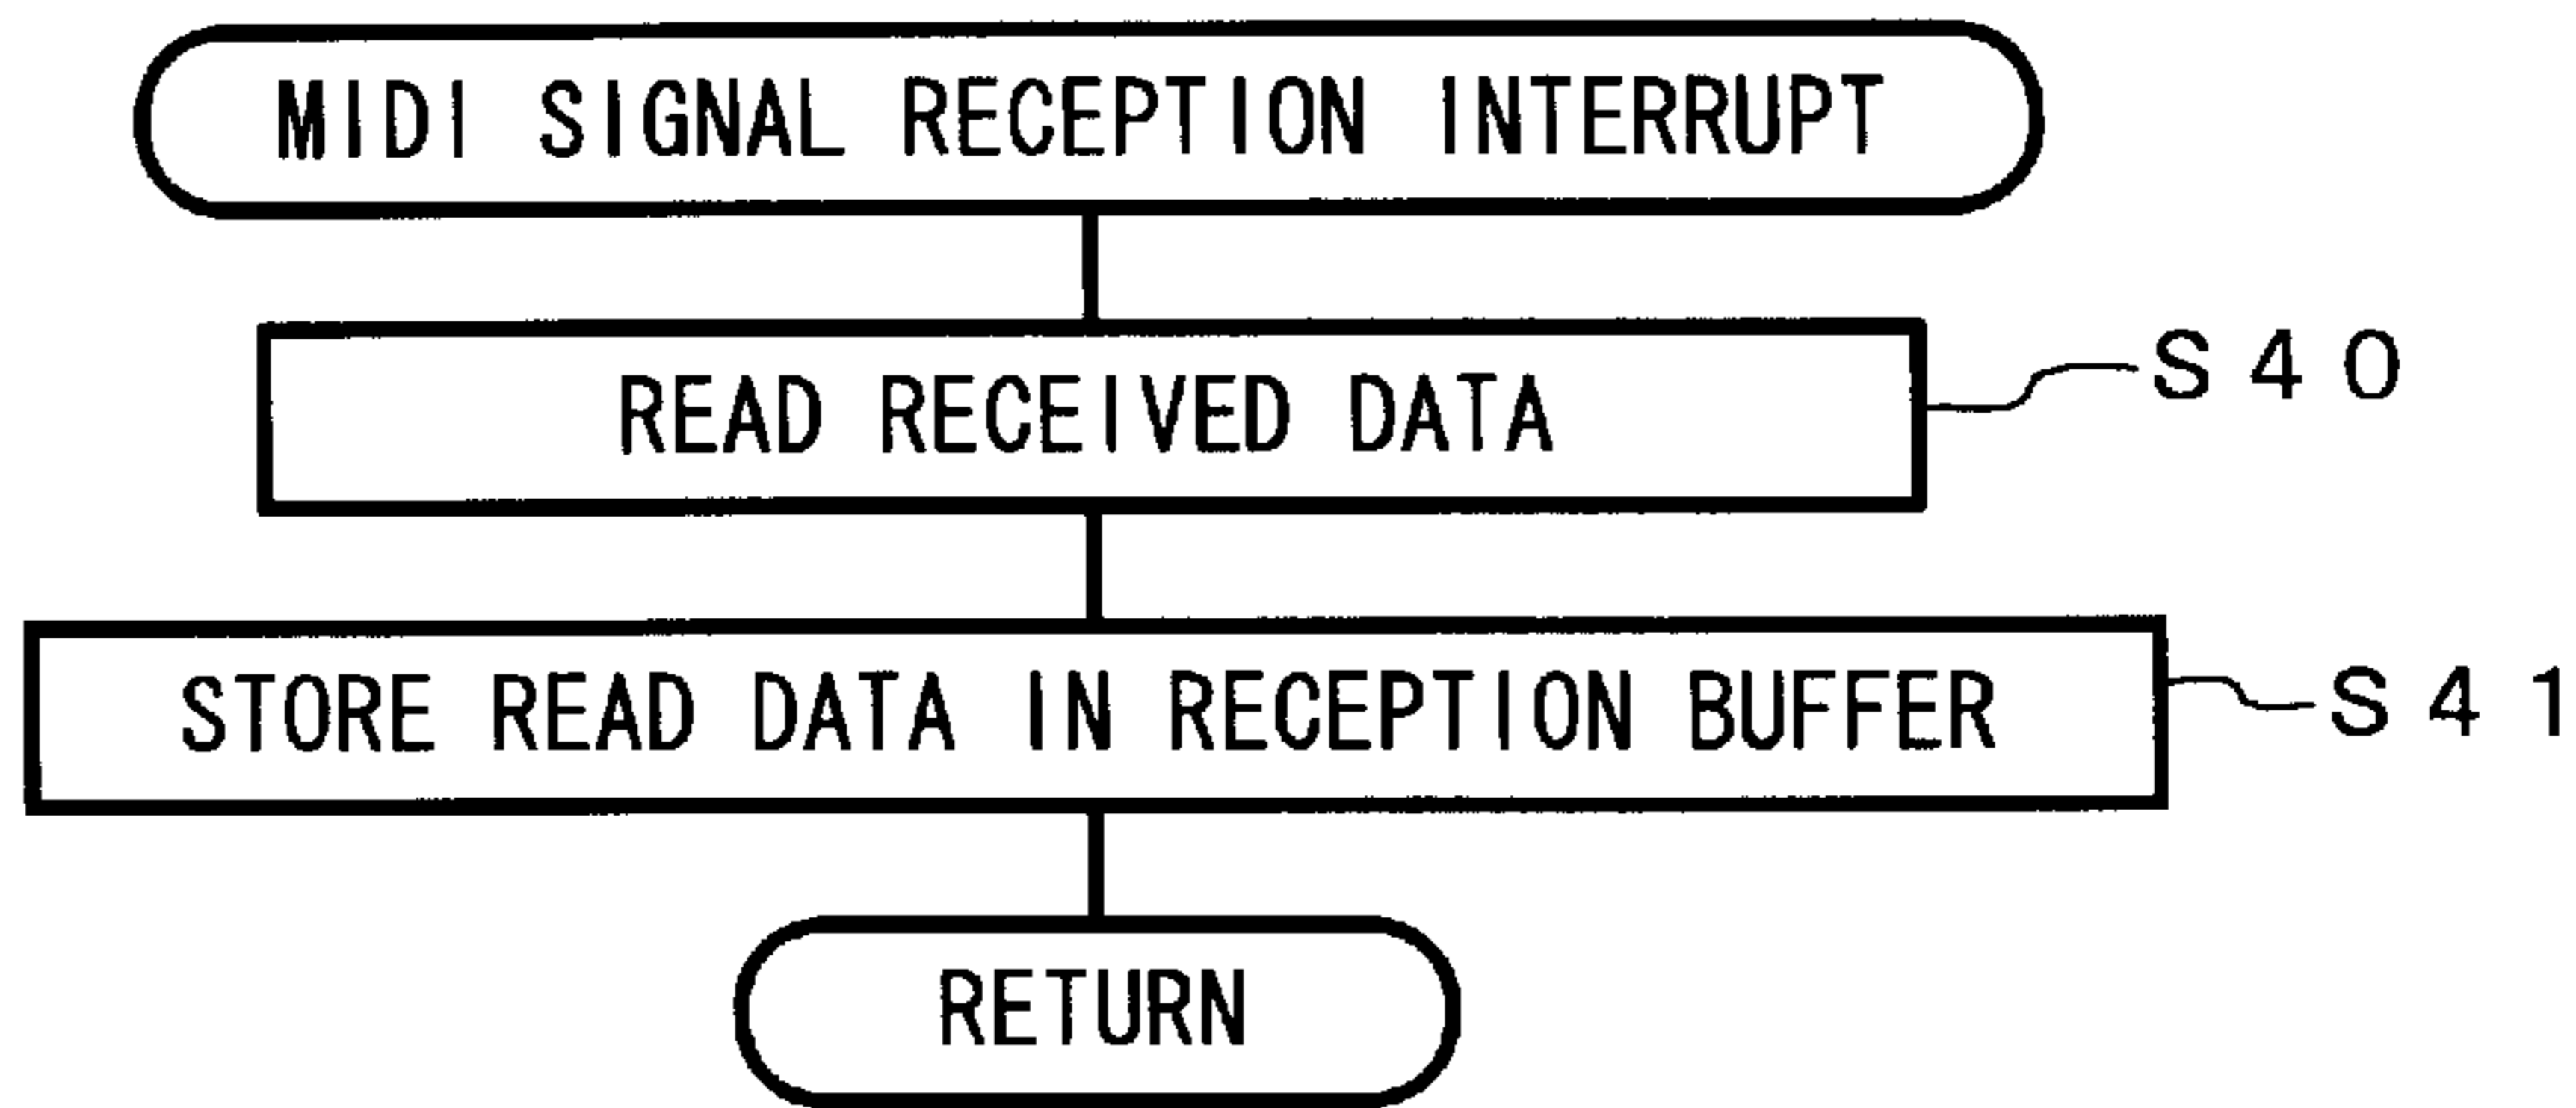 MIDI SIGNAL RECEPTION INTERRUPT
READ RECEIVED DATA
S40
STORE READ DATA IN RECEPTION BUFFER
S41
RETURN